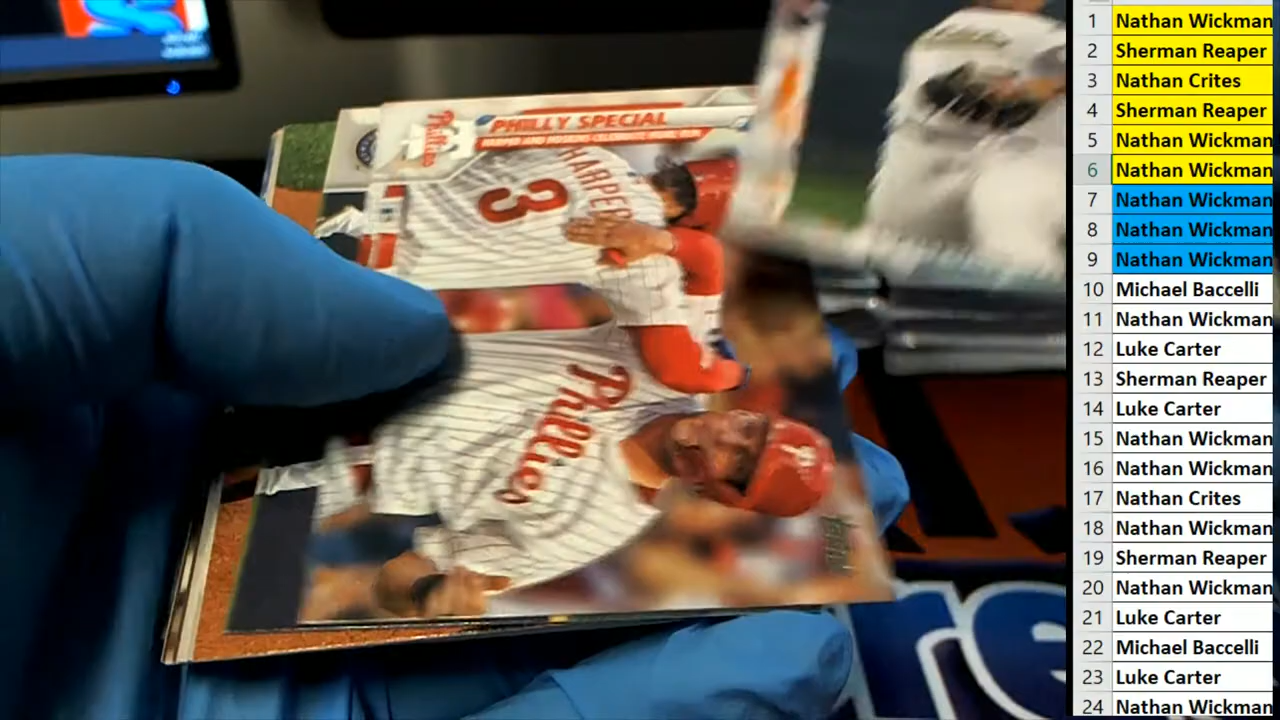 Phillies
PHILLY SPECIAL
HARPER
3
Phillies
re
1 Nathan Wickman
2 Sherman Reaper
3 Nathan Crites
4 Sherman Reaper
5 Nathan Wickman
6 Nathan Wickman
7 Nathan Wickman
8 Nathan Wickman
9 Nathan Wickman
10 Michael Baccelli
11 Nathan Wickman
12 Luke Carter
13 Sherman Reaper
14 Luke Carter
15 Nathan Wickman
16 Nathan Wickman
17 Nathan Crites
18 Nathan Wickman
19 Sherman Reaper
20 Nathan Wickman
21 Luke Carter
22 Michael Baccelli
23 Luke Carter
24 Nathan Wickman